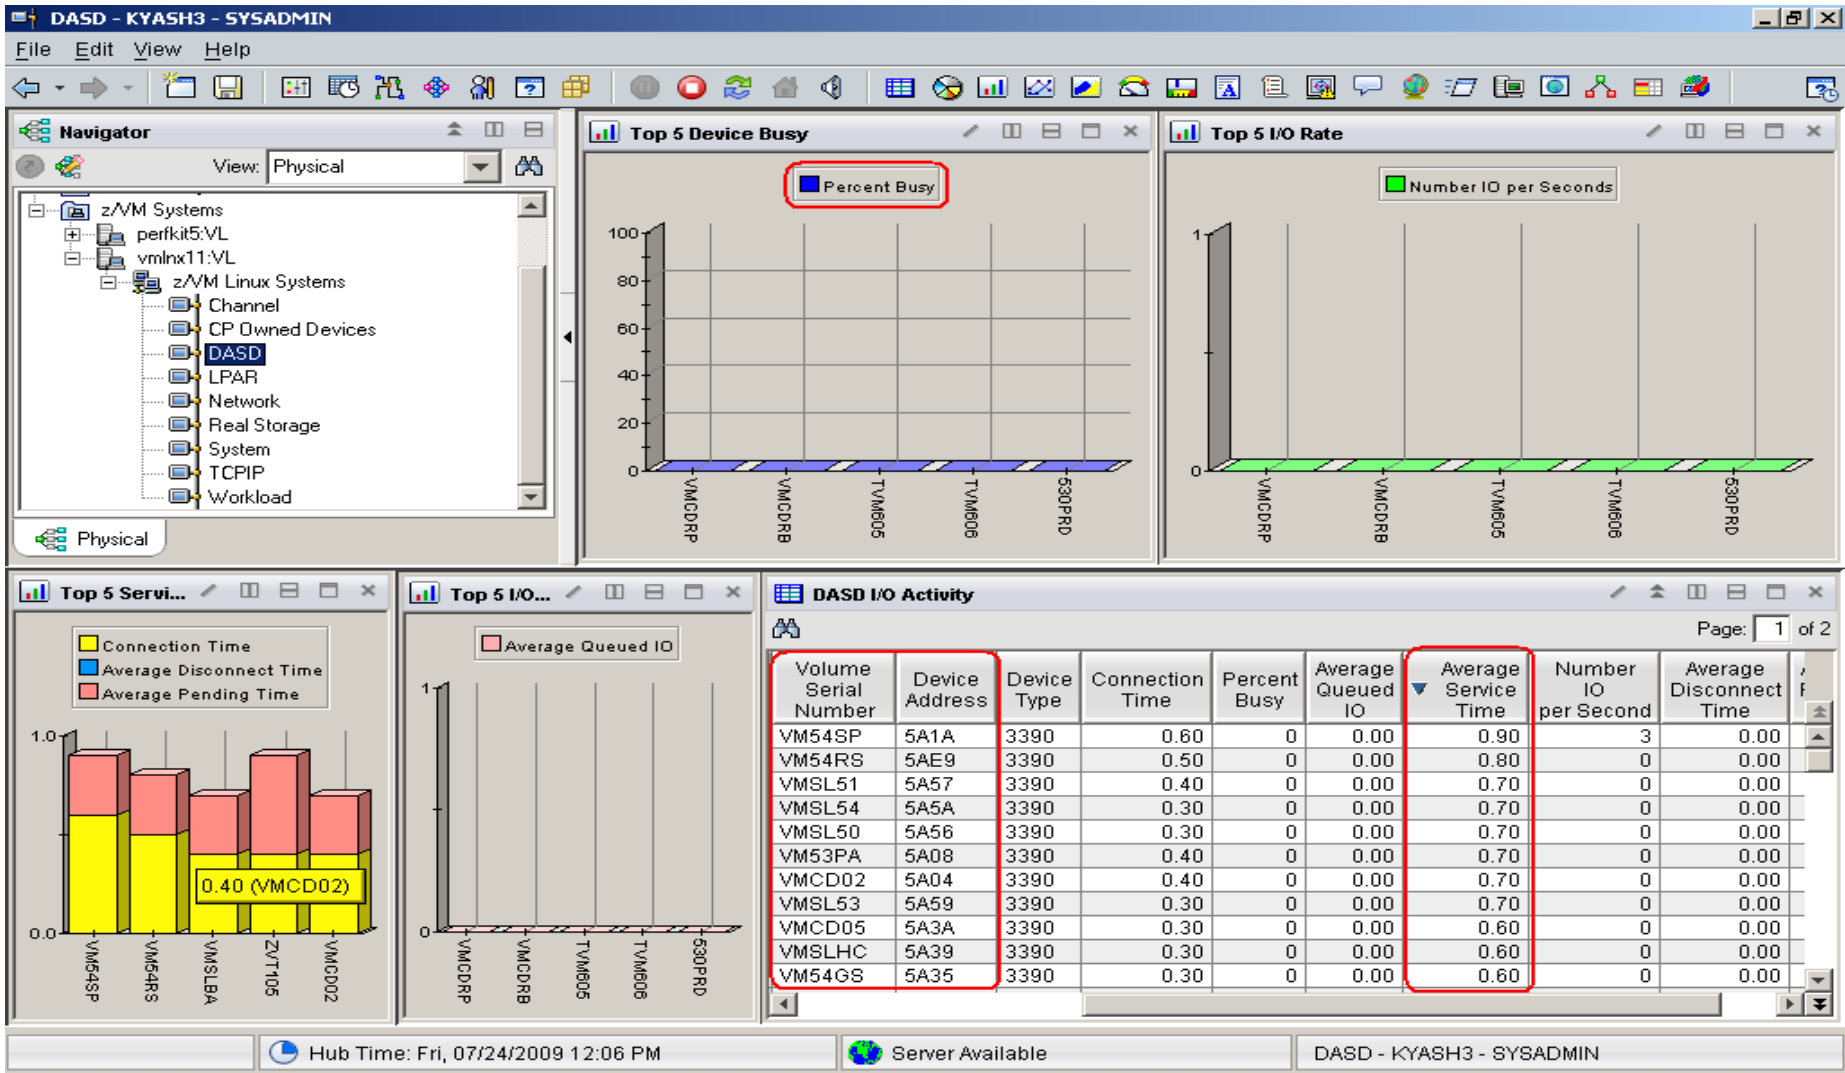 DASD - KYASH3 - SYSADMIN
File Edit View Help
Navigator
View: Physical
z/VM Systems
perfkit5:VL
vmlnx11:VL
z/VM Linux Systems
Channel
CP Owned Devices
DASD
LPAR
Network
Real Storage
System
TCPIP
Workload
Physical
Top 5 Device Busy
Percent Busy
100
80
60
40
20
0
VMCDRP VMCDRB TVM605 TVM606 530PRD
Top 5 I/O Rate
Number IO per Seconds
1
0
VMCDRP VMCDRB TVM605 TVM606 530PRD
Top 5 Servi...
Connection Time
Average Disconnect Time
Average Pending Time
1.0
0.40 (VMCD02)
0.0
VM54SP VM54RS VMSLBA ZVT105 VMCD02
Top 5 I/O...
Average Queued IO
1
0
VMCDRP VMCDRB TVM605 TVM606 530PRD
DASD I/O Activity
Page: 1 of 2
Volume Serial Number Device Address Device Type Connection Time Percent Busy Average Queued IO Average Service Time Number IO per Second Average Disconnect Time
VM54SP 5A1A 3390 0.60 0 0.00 0.90 3 0.00
VM54RS 5AE9 3390 0.50 0 0.00 0.80 0 0.00
VMSL51 5A57 3390 0.40 0 0.00 0.70 0 0.00
VMSL54 5A5A 3390 0.30 0 0.00 0.70 0 0.00
VMSL50 5A56 3390 0.30 0 0.00 0.70 0 0.00
VM53PA 5A08 3390 0.40 0 0.00 0.70 0 0.00
VMCD02 5A04 3390 0.40 0 0.00 0.70 0 0.00
VMSL53 5A59 3390 0.30 0 0.00 0.70 0 0.00
VMCD05 5A3A 3390 0.30 0 0.00 0.60 0 0.00
VMSLHC 5A39 3390 0.30 0 0.00 0.60 0 0.00
VM54GS 5A35 3390 0.30 0 0.00 0.60 0 0.00
Hub Time: Fri, 07/24/2009 12:06 PM
Server Available
DASD - KYASH3 - SYSADMIN